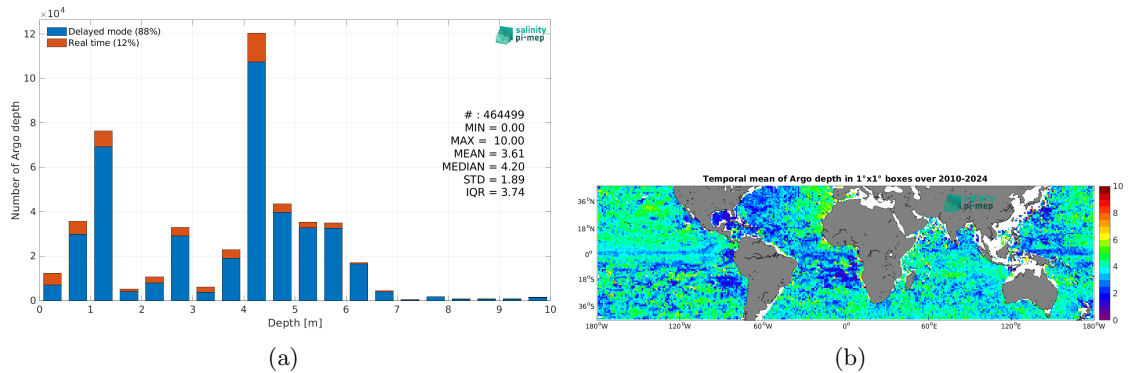 ×10⁴
Delayed mode (88%)
Real time (12%)
salinity
pi-mep
# : 464499
MIN = 0.00
MAX = 10.00
MEAN = 3.61
MEDIAN = 4.20
STD = 1.89
IQR = 3.74
12
10
8
6
4
2
0
Number of Argo depth
0 1 2 3 4 5 6 7 8 9 10
Depth [m]
(a)
Temporal mean of Argo depth in 1°x1° boxes over 2010-2024
salinity
pi-mep
36°N
18°N
0°
18°S
36°S
180°W 120°W 60°W 0° 60°E 120°E 180°W
10
8
6
4
2
0
(b)